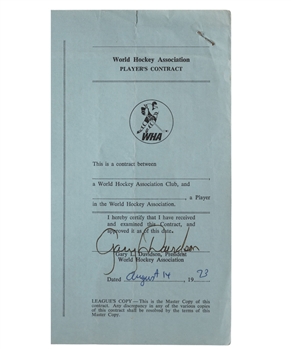 World Hockey Association
PLAYER'S CONTRACT
WHA
This is a contract between
a World Hockey Association Club, and
, a Player
in the World Hockey Association.
I hereby certify that I have received
and examined this Contract, and
approved it as of this date.
Gary L. Davidson
Gary L. Davidson, President
World Hockey Association
Dated August 14, 1973
LEAGUE'S COPY—This is the Master Copy of this
contract. Any discrepancy in any of the various copies
of this contract shall be resolved by the terms of this
Master Copy.